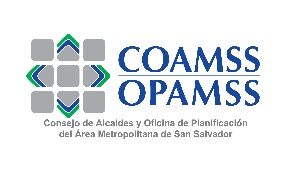 COAMSS
OPAMSS
Consejo de Alcaldes y Oficina de Planificación
del Área Metropolitana de San Salvador